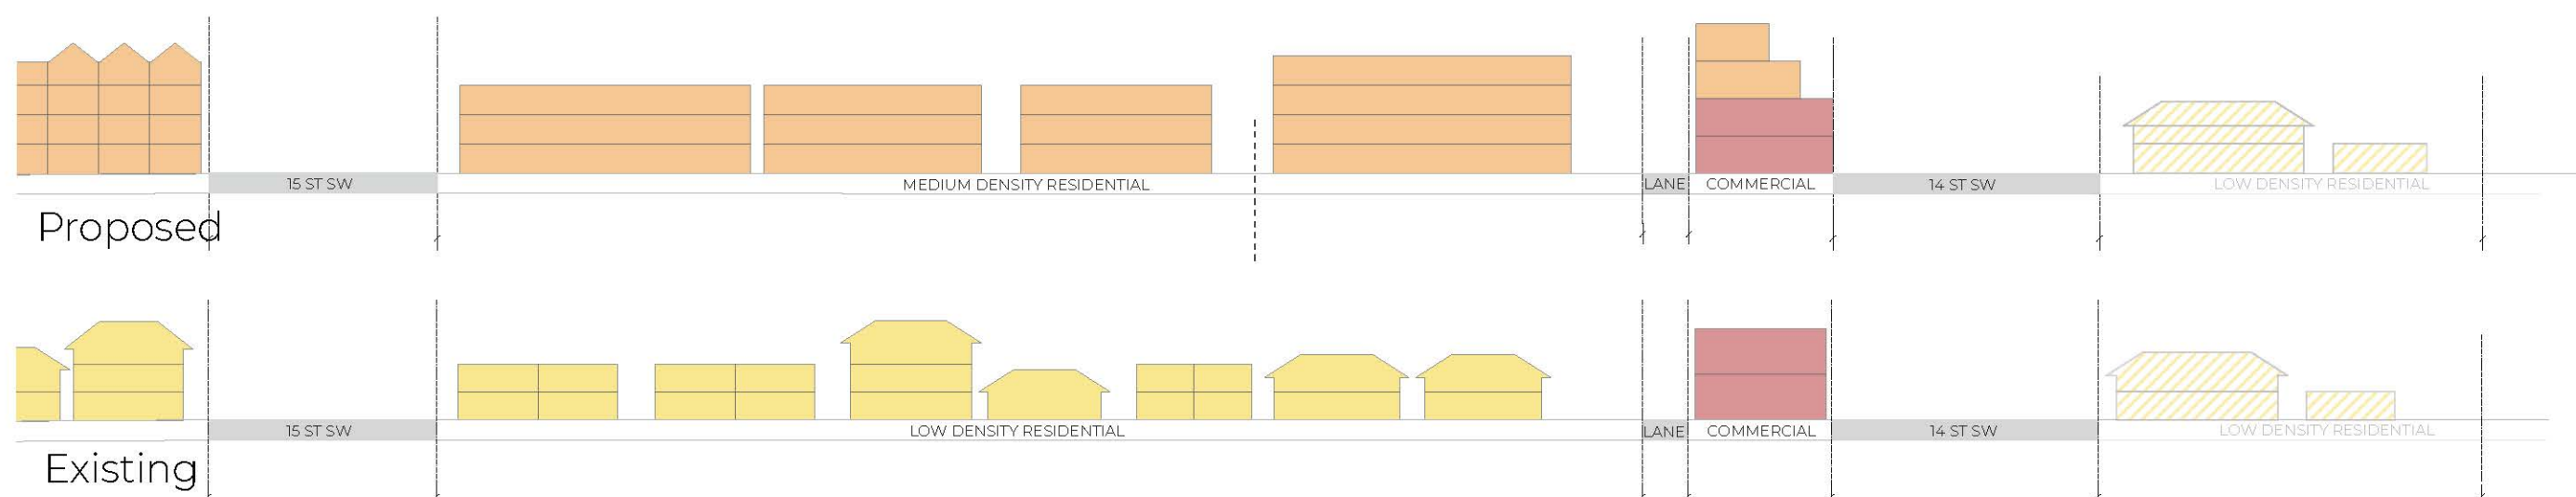 15 ST SW
MEDIUM DENSITY RESIDENTIAL
LANE
COMMERCIAL
14 ST SW
LOW DENSITY RESIDENTIAL
Proposed
15 ST SW
LOW DENSITY RESIDENTIAL
LANE
COMMERCIAL
14 ST SW
LOW DENSITY RESIDENTIAL
Existing